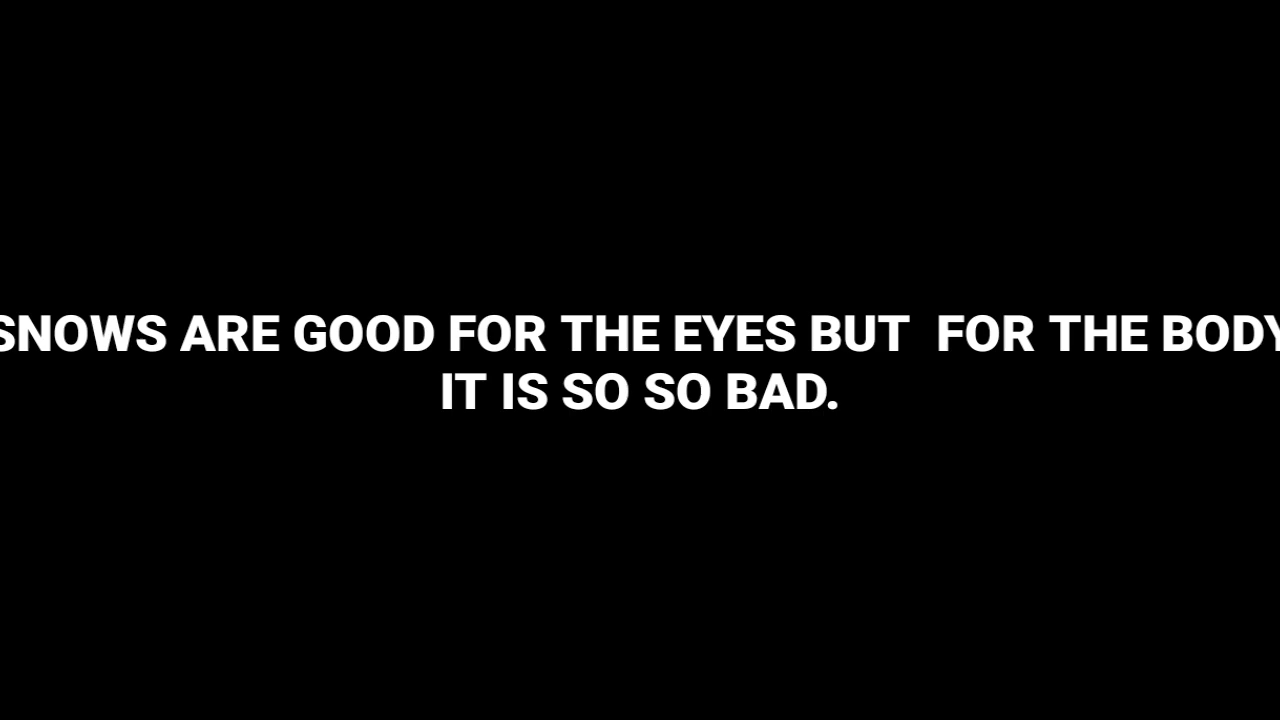 SNOWS ARE GOOD FOR THE EYES BUT  FOR THE BODY
IT IS SO SO BAD.